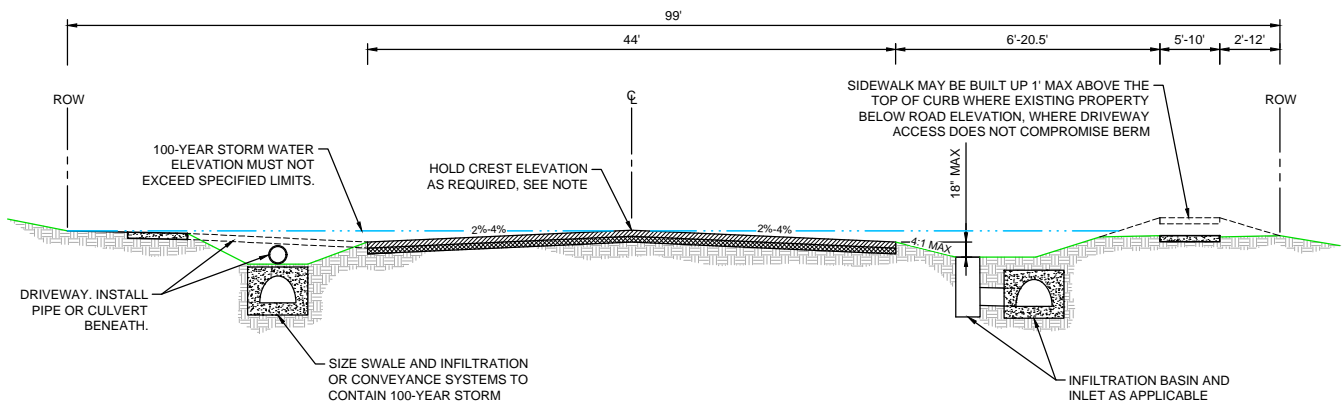 99'
44'
6'-20.5'
5'-10'
2'-12'
ROW
℄
ROW
SIDEWALK MAY BE BUILT UP 1' MAX ABOVE THE
TOP OF CURB WHERE EXISTING PROPERTY
BELOW ROAD ELEVATION, WHERE DRIVEWAY
ACCESS DOES NOT COMPROMISE BERM
100-YEAR STORM WATER
ELEVATION MUST NOT
EXCEED SPECIFIED LIMITS.
HOLD CREST ELEVATION
AS REQUIRED, SEE NOTE
18" MAX
2%-4%
2%-4%
4:1 MAX
DRIVEWAY. INSTALL
PIPE OR CULVERT
BENEATH.
SIZE SWALE AND INFILTRATION
OR CONVEYANCE SYSTEMS TO
CONTAIN 100-YEAR STORM
INFILTRATION BASIN AND
INLET AS APPLICABLE